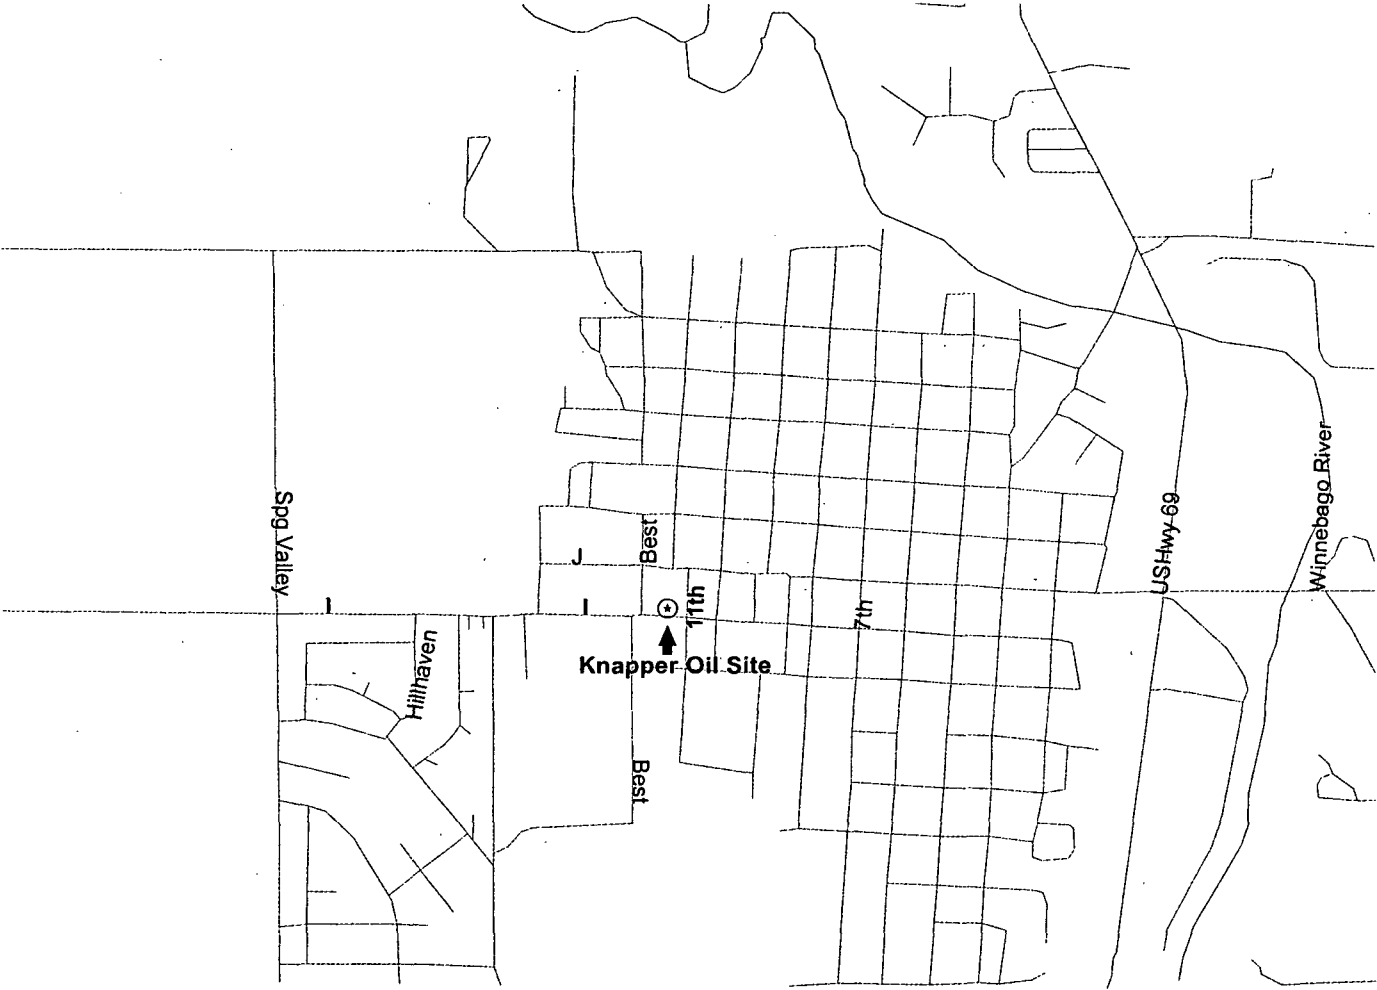 Winnebago River
Spg Valley
Best
USHwy 69
J
I
I
11th
7th
Knapper Oil Site
Hillhaven
Best